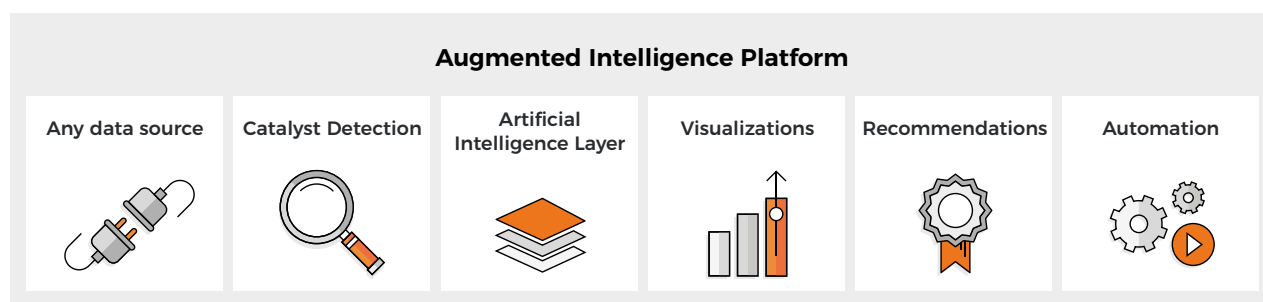 Augmented Intelligence Platform
Any data source
Catalyst Detection
Artificial
Intelligence Layer
Visualizations
Recommendations
Automation